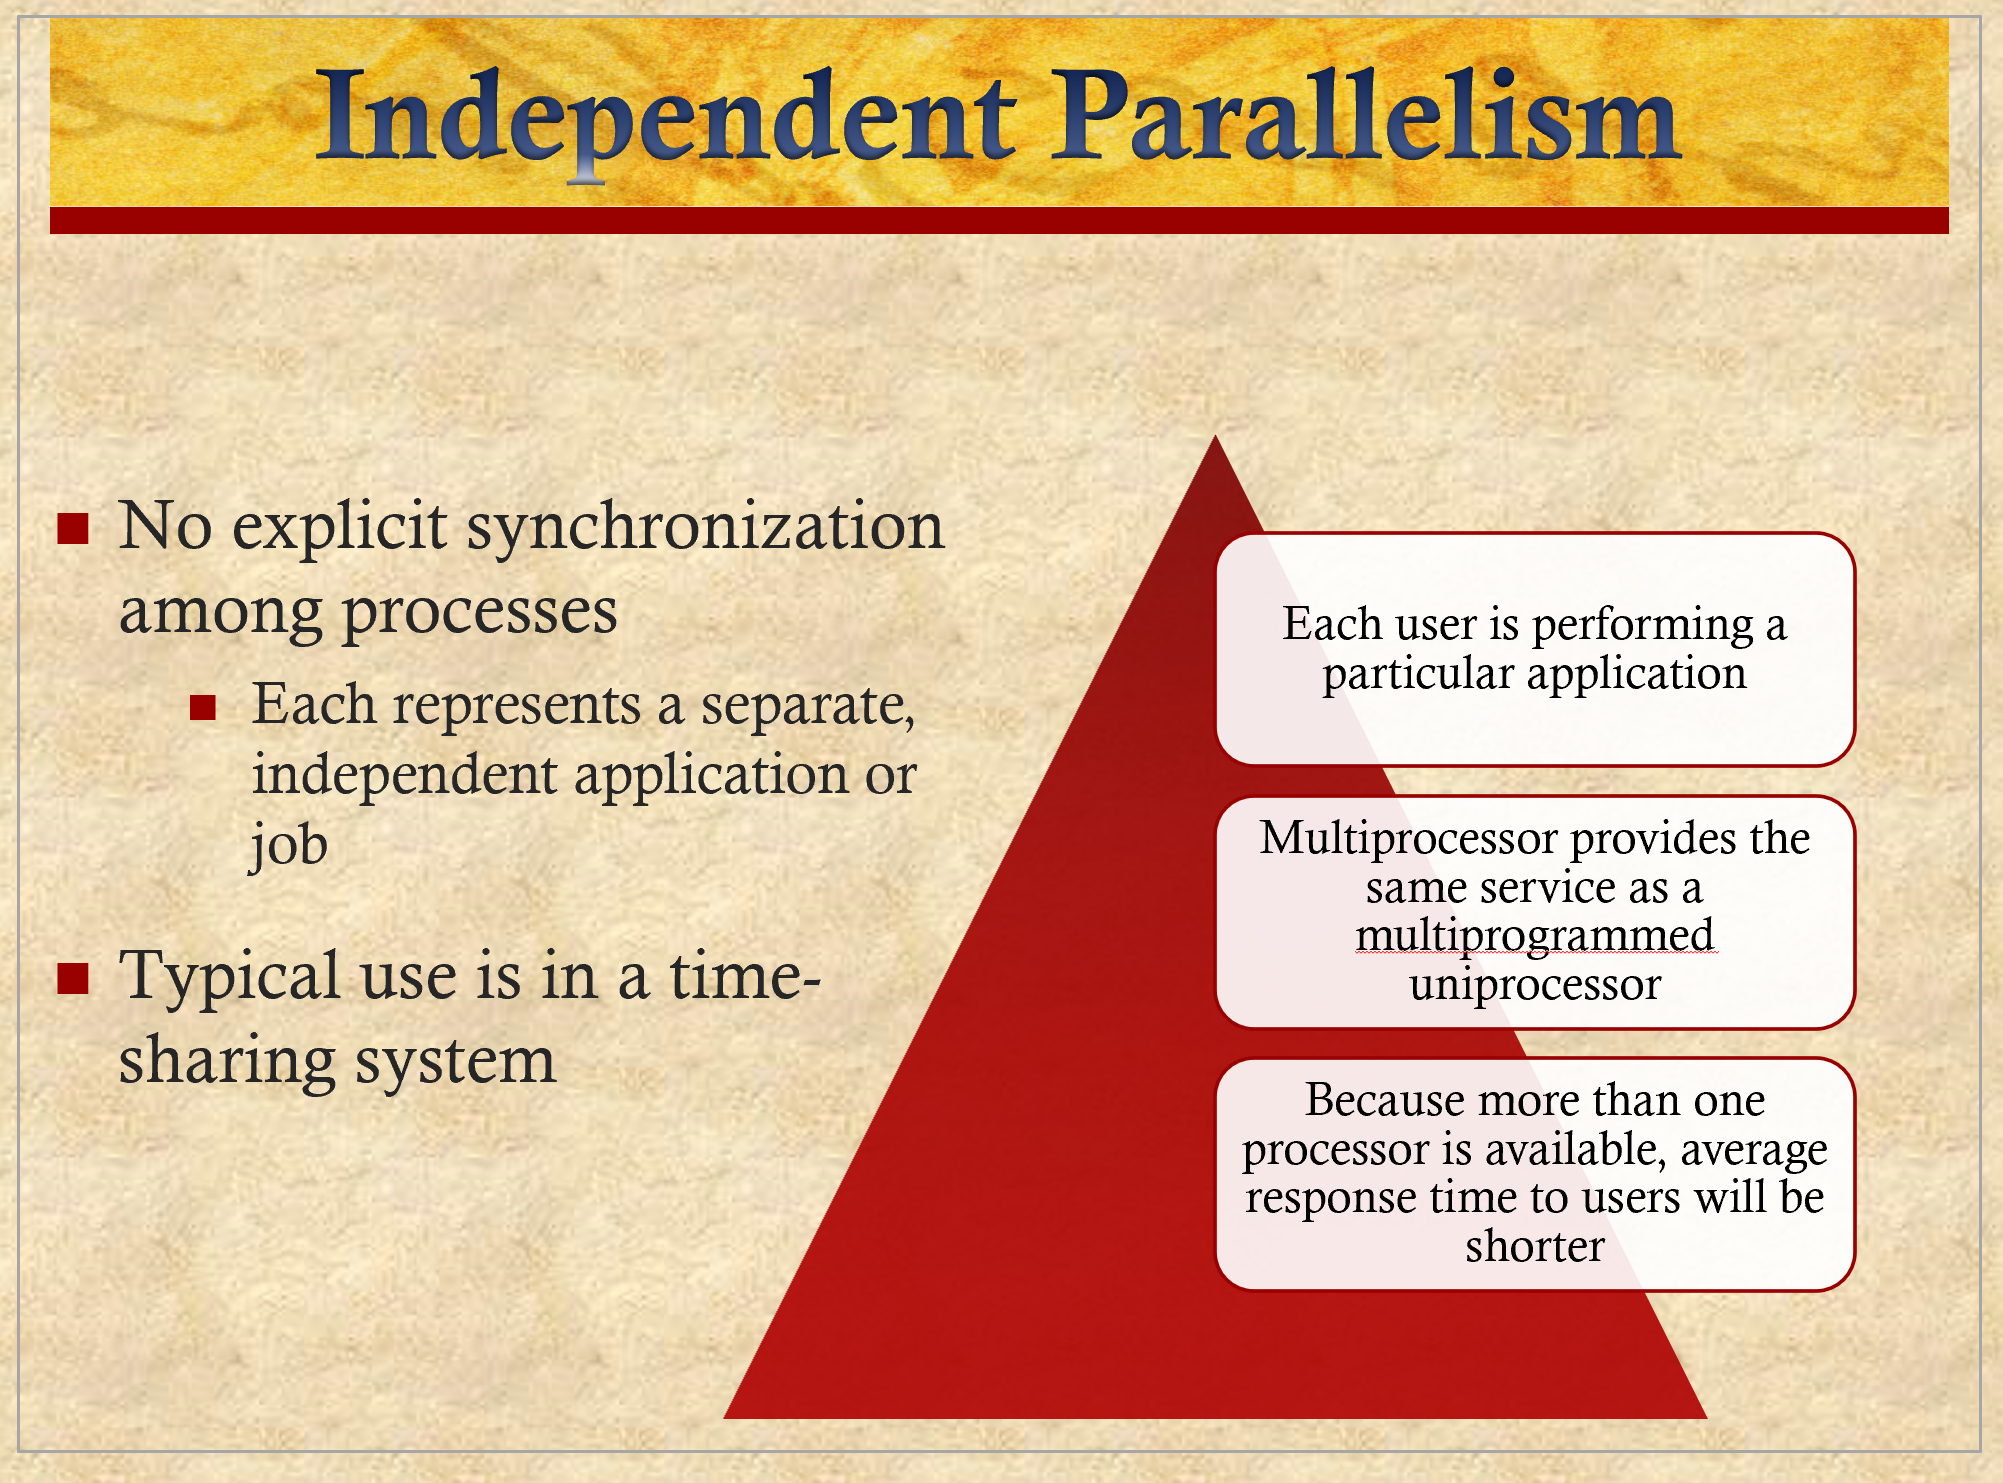 Independent Parallelism
No explicit synchronization
among processes
Each represents a separate,
independent application or
job
Typical use is in a time-
sharing system
Each user is performing a
particular application
Multiprocessor provides the
same service as a
multiprogrammed
uniprocessor
Because more than one
processor is available, average
response time to users will be
shorter